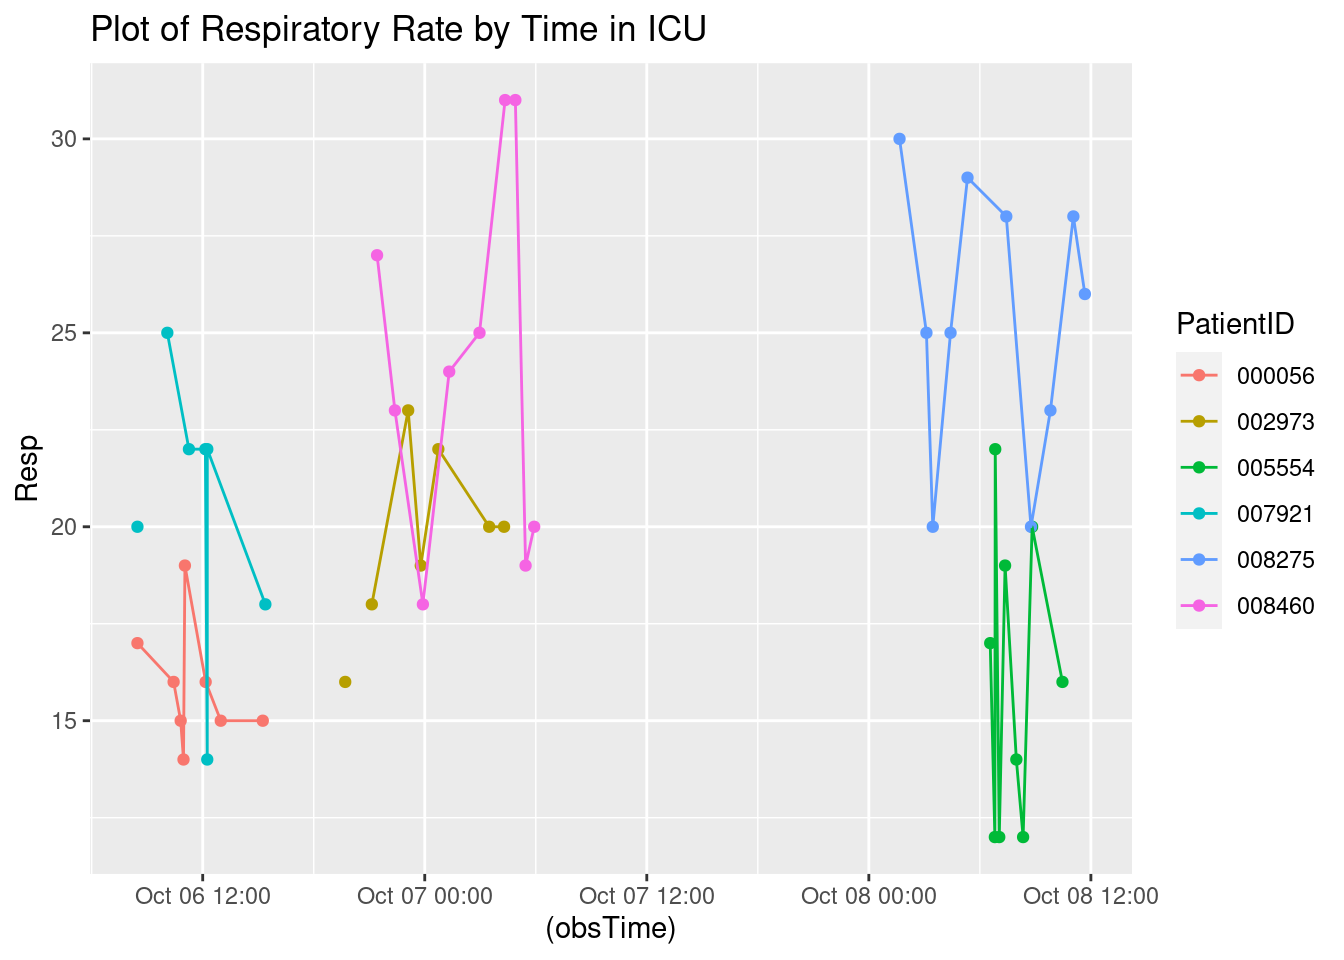 Plot of Respiratory Rate by Time in ICU
Resp
30
25
20
15
Oct 06 12:00 Oct 07 00:00 Oct 07 12:00 Oct 08 00:00 Oct 08 12:00
(obsTime)
PatientID
000056
002973
005554
007921
008275
008460